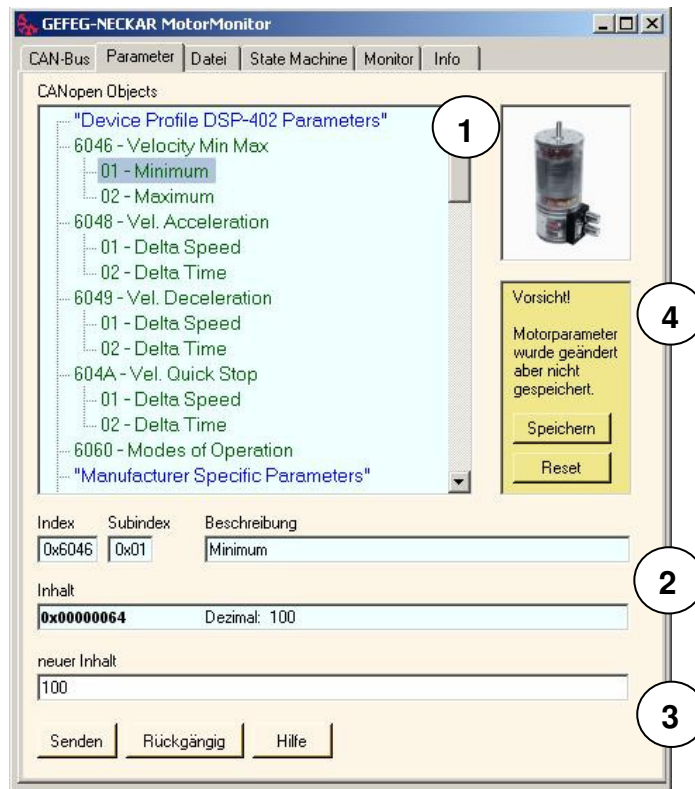 GEFEG-NECKAR MotorMonitor
CAN-Bus Parameter Datei State Machine Monitor Info
CANopen Objects
"Device Profile DSP-402 Parameters"
6046 - Velocity Min Max
01 - Minimum
02 - Maximum
6048 - Vel. Acceleration
01 - Delta Speed
02 - Delta Time
6049 - Vel. Deceleration
01 - Delta Speed
02 - Delta Time
604A - Vel. Quick Stop
01 - Delta Speed
02 - Delta Time
6060 - Modes of Operation
"Manufacturer Specific Parameters"
1
Vorsicht!
Motorparameter
wurde geändert
aber nicht
gespeichert.
Speichern
Reset
4
Index Subindex Beschreibung
0x6046 0x01 Minimum
2
Inhalt
0x00000064 Dezimal: 100
neuer Inhalt
100
3
Senden Rückgängig Hilfe